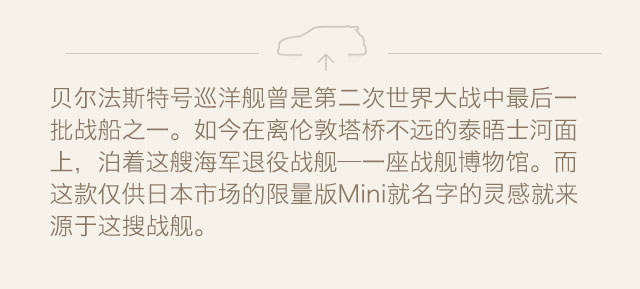 贝尔法斯特号巡洋舰曾是第二次世界大战中最后一
批战船之一。如今在离伦敦塔桥不远的泰晤士河面
上，泊着这艘海军退役战舰—一座战舰博物馆。而
这款仅供日本市场的限量版Mini就名字的灵感就来
源于这搜战舰。